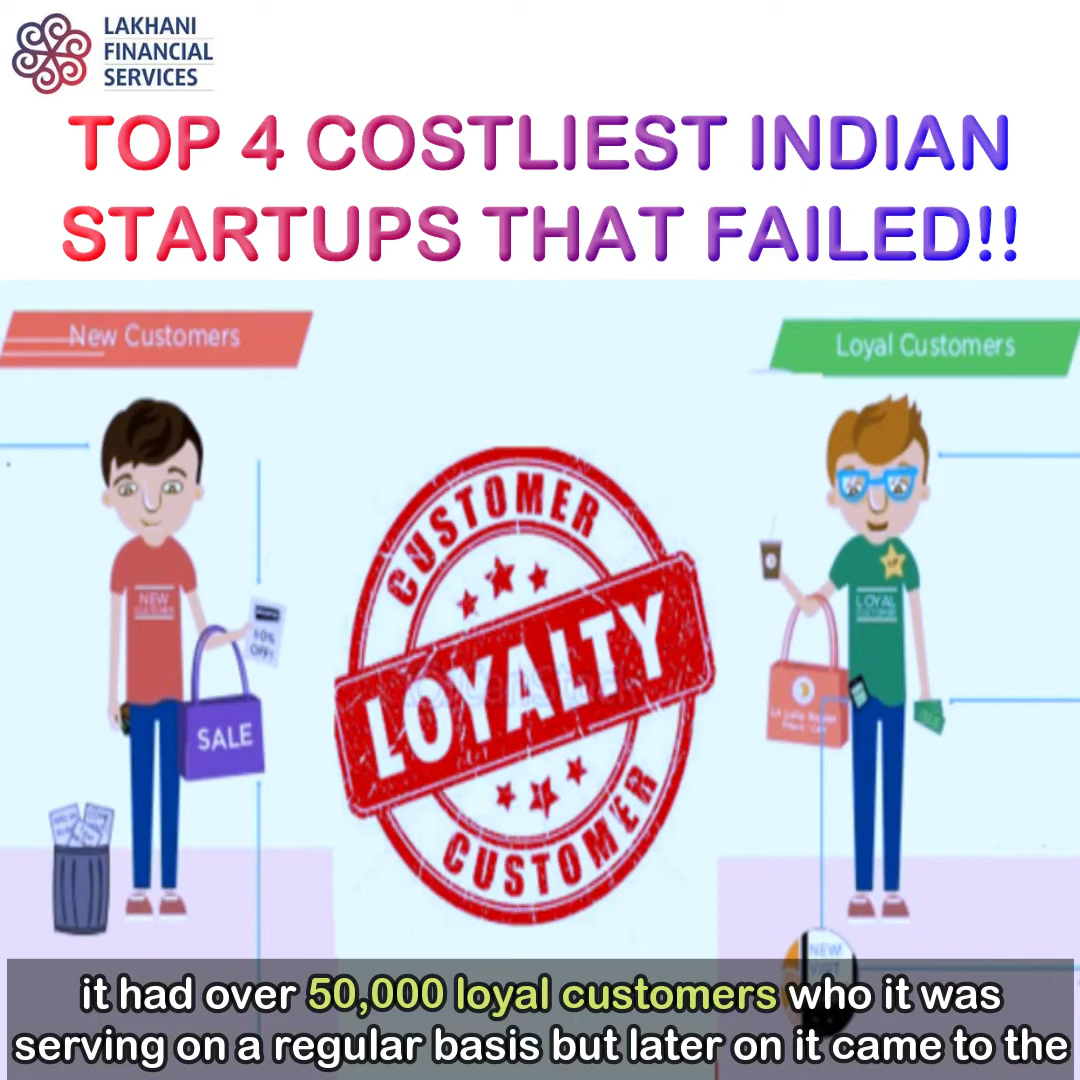 LAKHANI
FINANCIAL
SERVICES
TOP 4 COSTLIEST INDIAN
STARTUPS THAT FAILED!!
New Customers
Loyal Customers
CUSTOMER
LOYALTY
CUSTOMER
NEW
LOYAL
OFF!
SALE
NEW
it had over 50,000 loyal customers who it was
serving on a regular basis but later on it came to the